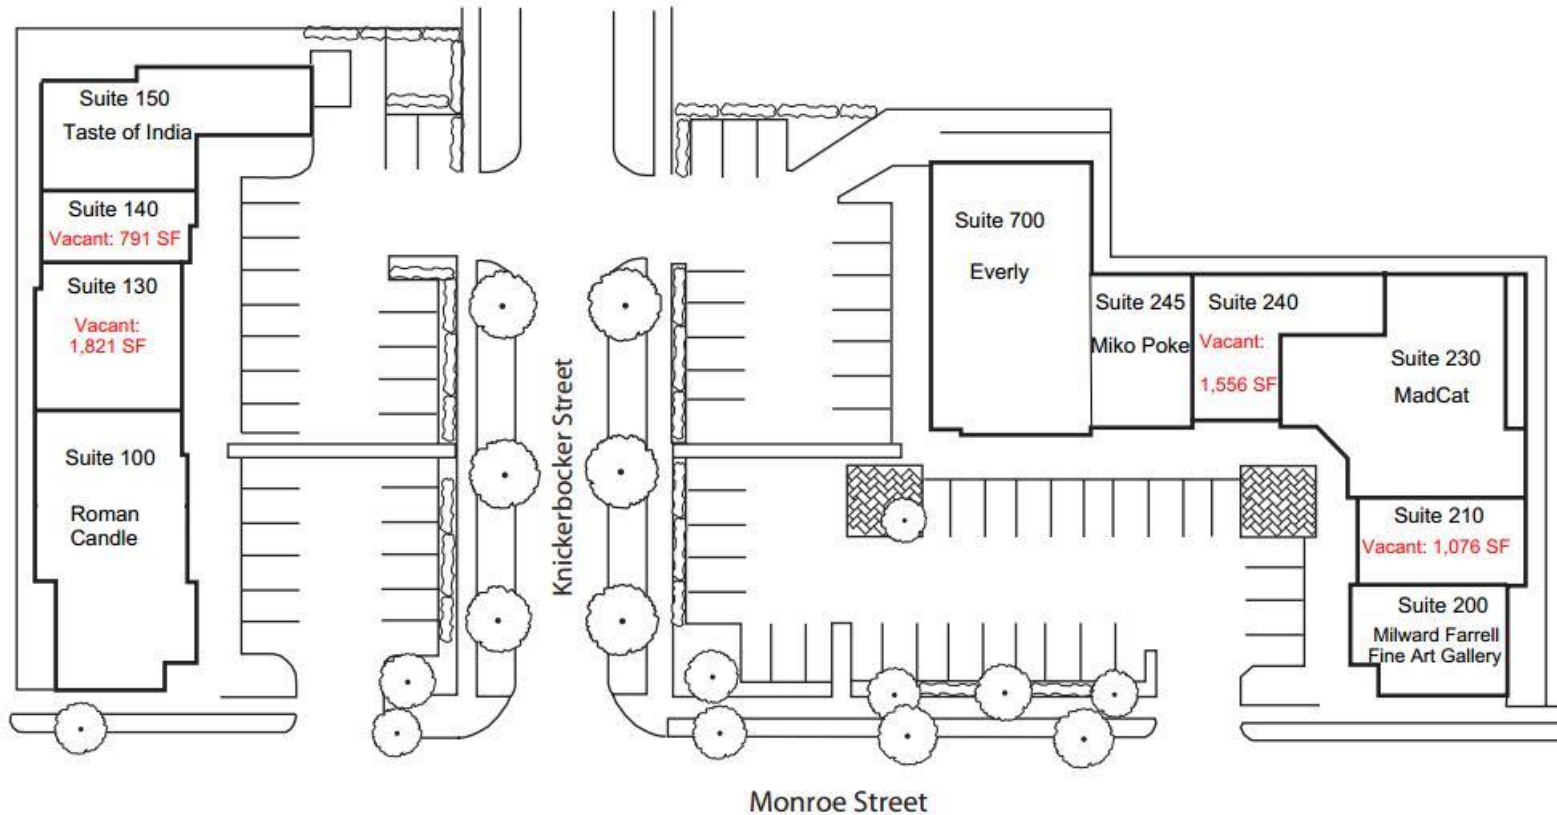 Suite 150
Taste of India
Suite 140
Vacant: 791 SF
Suite 130
Vacant:
1,821 SF
Suite 100
Roman
Candle
Knickerbocker Street
Suite 700
Everly
Suite 245
Miko Poke
Suite 240
Vacant:
1,556 SF
Suite 230
MadCat
Suite 210
Vacant: 1,076 SF
Suite 200
Milward Farrell
Fine Art Gallery
Monroe Street